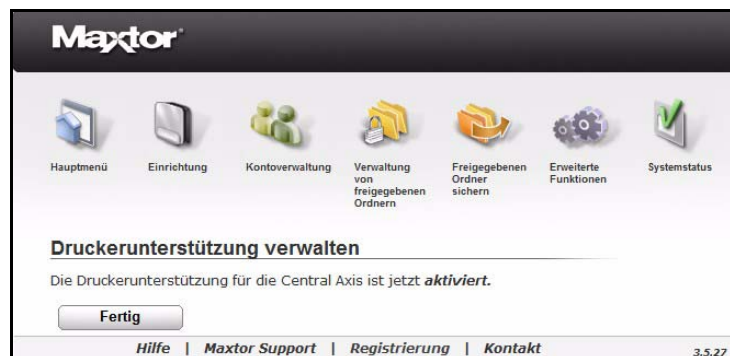 Maxtor
Hauptmenü
Einrichtung
Kontoverwaltung
Verwaltung
von
freigegebenen
Ordnern
Freigegebenen
Ordner
sichern
Erweiterte
Funktionen
Systemstatus
Druckerunterstützung verwalten
Die Druckerunterstützung für die Central Axis ist jetzt aktiviert.
Fertig
Hilfe | Maxtor Support | Registrierung | Kontakt
3.5.27